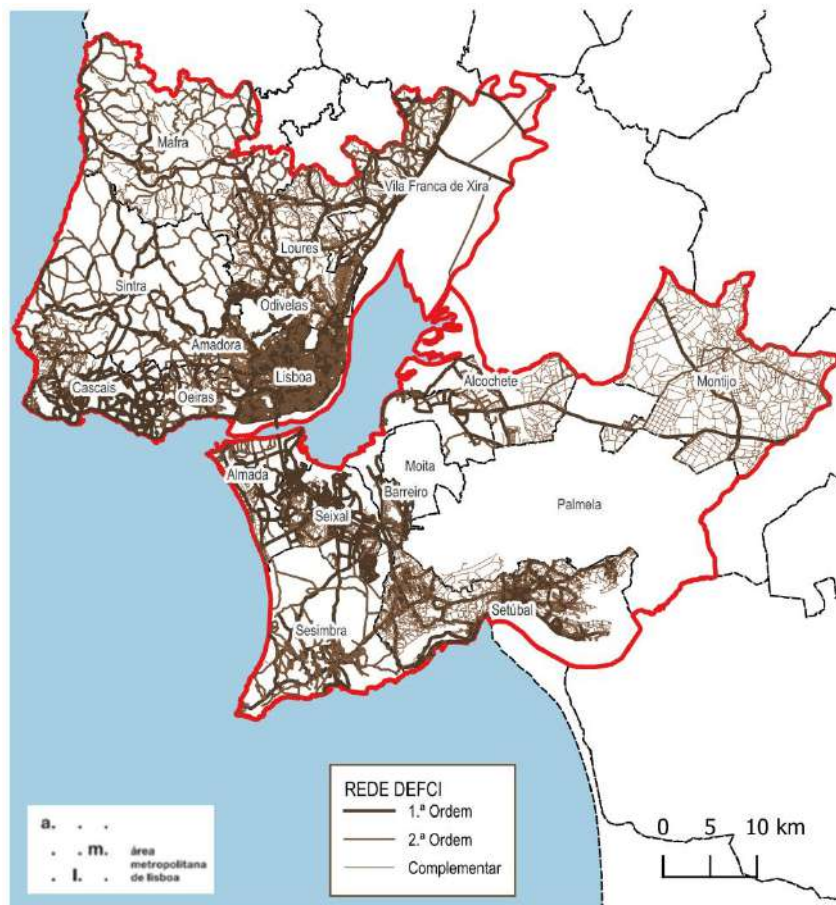 Mafra
Vila Franca de Xira
Loures
Sintra
Odivelas
Amadora
Lisboa
Alcochete
Montijo
Cascais
Oeiras
Moita
Almada
Barreiro
Seixal
Palmela
Setúbal
Sesimbra
REDE DEFCI
1.ª Ordem
2.ª Ordem
Complementar
a.
m. área
metropolitana
l. de lisboa
0 5 10 km